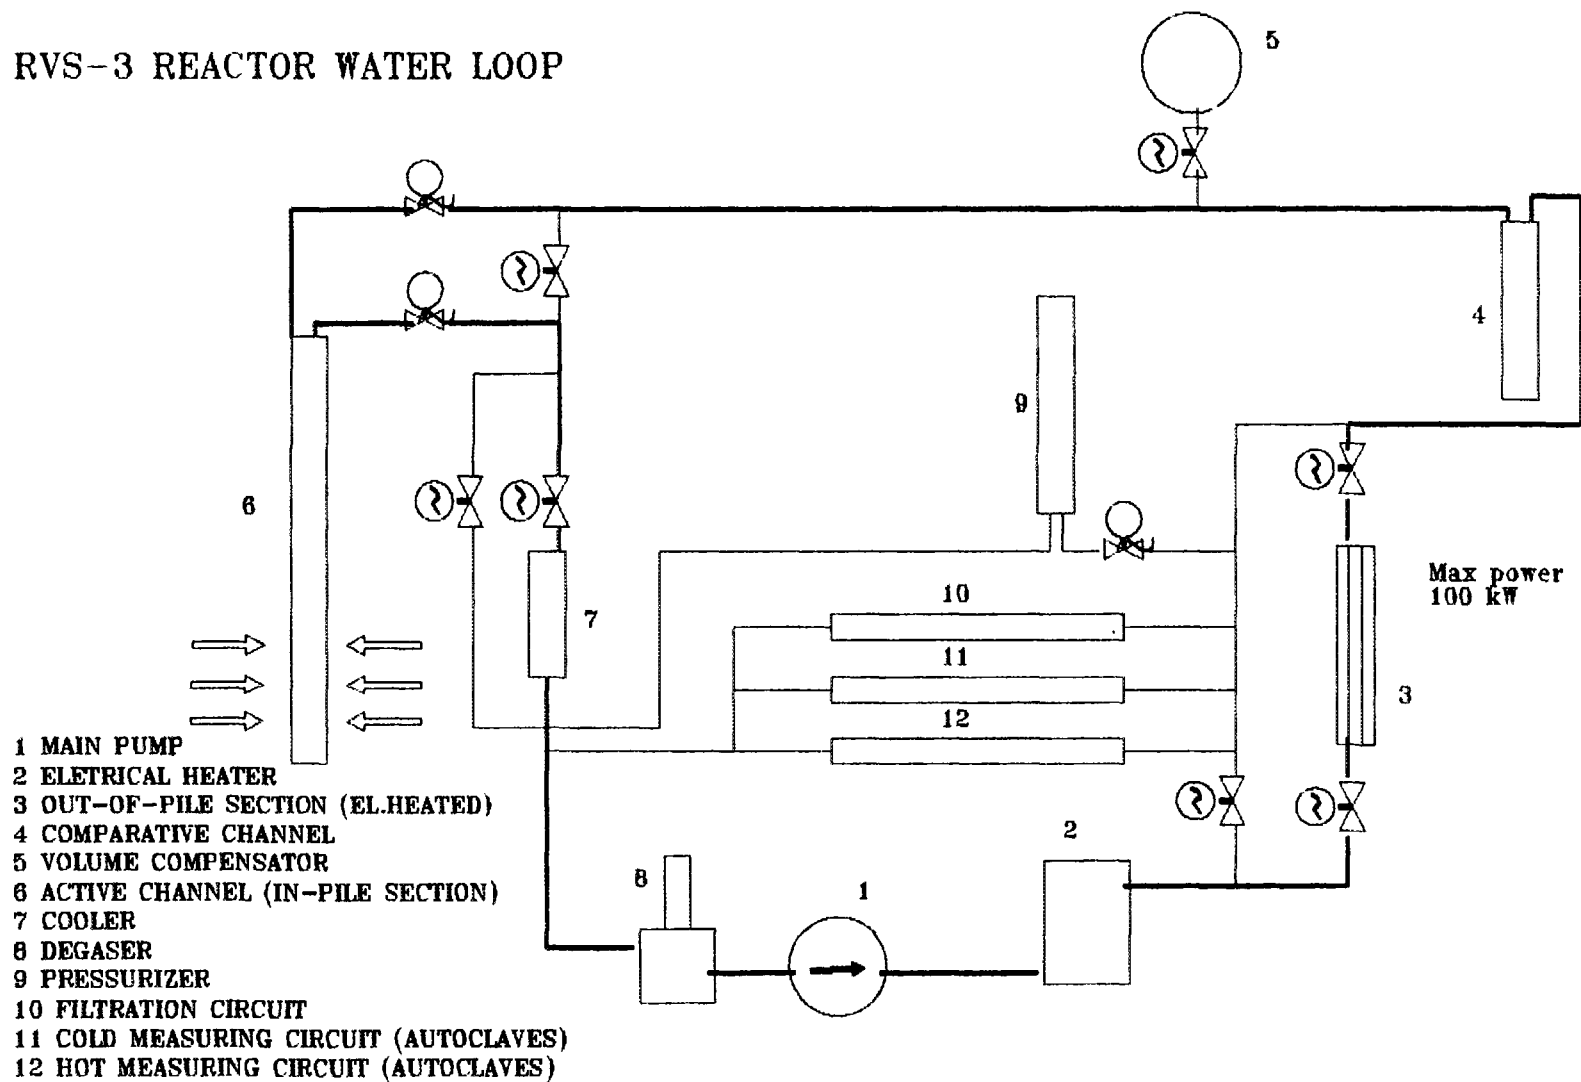 RVS-3 REACTOR WATER LOOP
5
4
9
6
7
10
Max power
100 kW
11
3
12
1 MAIN PUMP
2 ELETRICAL HEATER
3 OUT-OF-PILE SECTION (EL.HEATED)
4 COMPARATIVE CHANNEL
5 VOLUME COMPENSATOR
6 ACTIVE CHANNEL (IN-PILE SECTION)
7 COOLER
8 DEGASER
9 PRESSURIZER
10 FILTRATION CIRCUIT
11 COLD MEASURING CIRCUIT (AUTOCLAVES)
12 HOT MEASURING CIRCUIT (AUTOCLAVES)
2
8
1